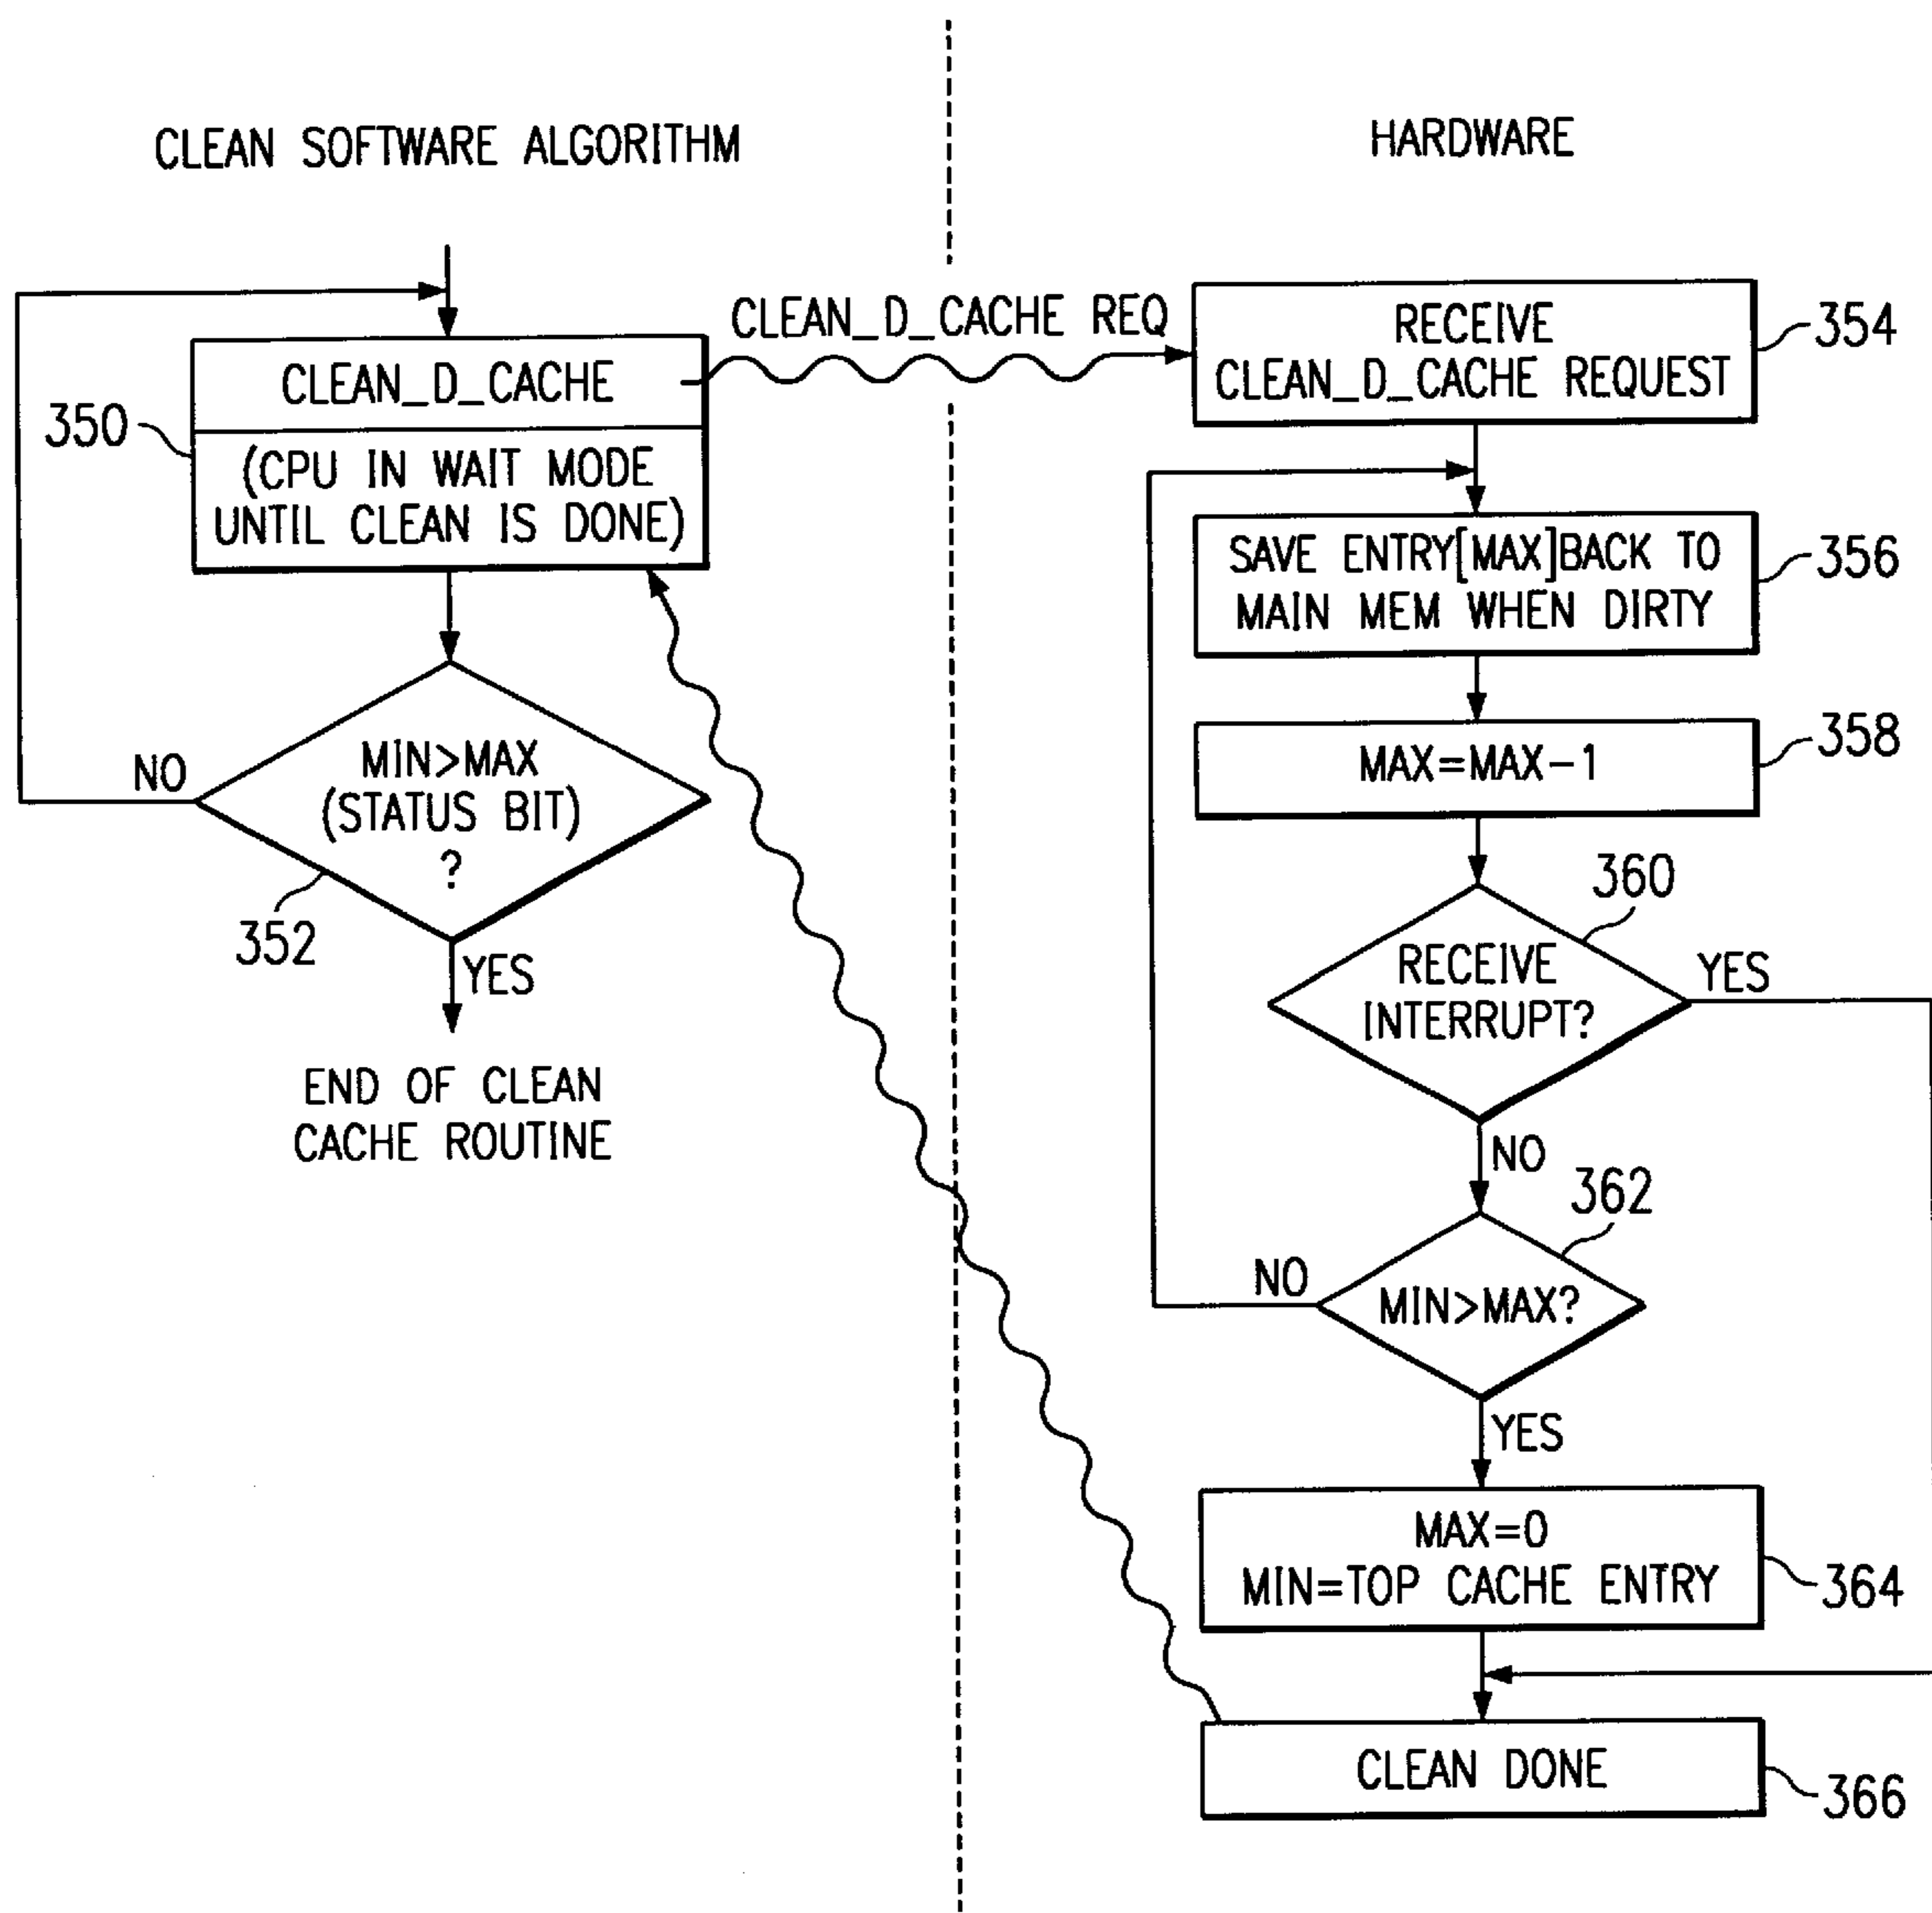 CLEAN SOFTWARE ALGORITHM
HARDWARE
CLEAN_D_CACHE
350
(CPU IN WAIT MODE
UNTIL CLEAN IS DONE)
CLEAN_D_CACHE REQ
NO
MIN>MAX
(STATUS BIT)
?
352
YES
END OF CLEAN
CACHE ROUTINE
RECEIVE
CLEAN_D_CACHE REQUEST
354
SAVE ENTRY[MAX]BACK TO
MAIN MEM WHEN DIRTY
356
MAX=MAX-1
358
360
RECEIVE
INTERRUPT?
YES
NO
362
NO
MIN>MAX?
YES
MAX=0
MIN=TOP CACHE ENTRY
364
CLEAN DONE
366